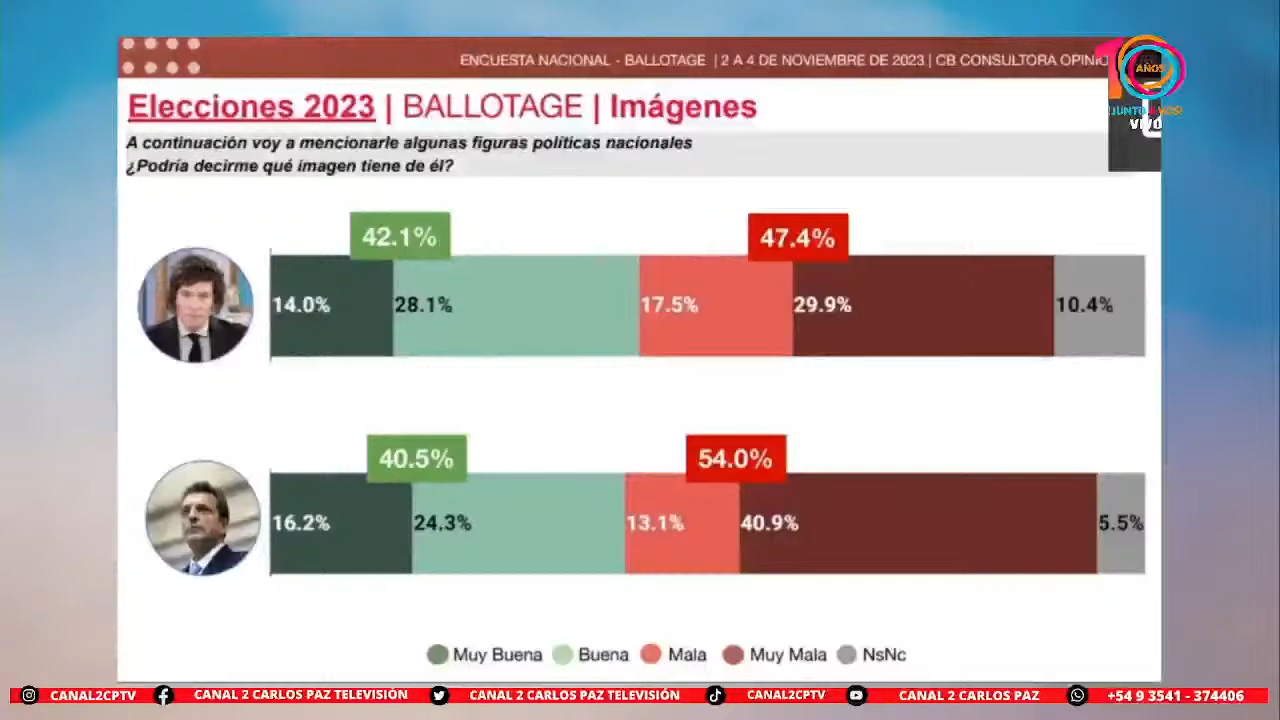 ENCUESTA NACIONAL - BALLOTAGE | 2 A 4 DE NOVIEMBRE DE 2023 | CB CONSULTORA OPINIO
AÑOS
¡JUNTO A VOS!
VIVO
Elecciones 2023 | BALLOTAGE | Imágenes
A continuación voy a mencionarle algunas figuras políticas nacionales
¿Podría decirme qué imagen tiene de él?
42.1% 47.4%
14.0% 28.1% 17.5% 29.9% 10.4%
40.5% 54.0%
16.2% 24.3% 13.1% 40.9% 5.5%
Muy Buena Buena Mala Muy Mala NsNc
CANAL2CPTV CANAL 2 CARLOS PAZ TELEVISIÓN CANAL 2 CARLOS PAZ TELEVISIÓN CANAL2CPTV CANAL 2 CARLOS PAZ +54 9 3541 - 374406